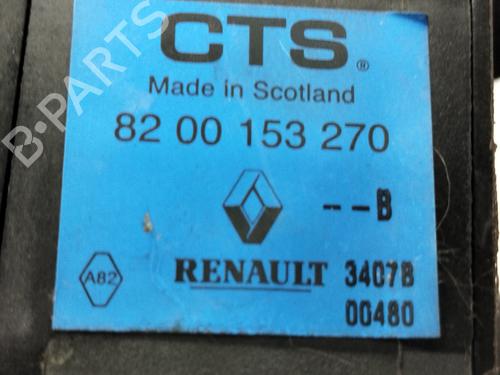 CTS®
Made in Scotland
82 00 153 270
--B
A82
RENAULT 3407B
00480
B-PARTS